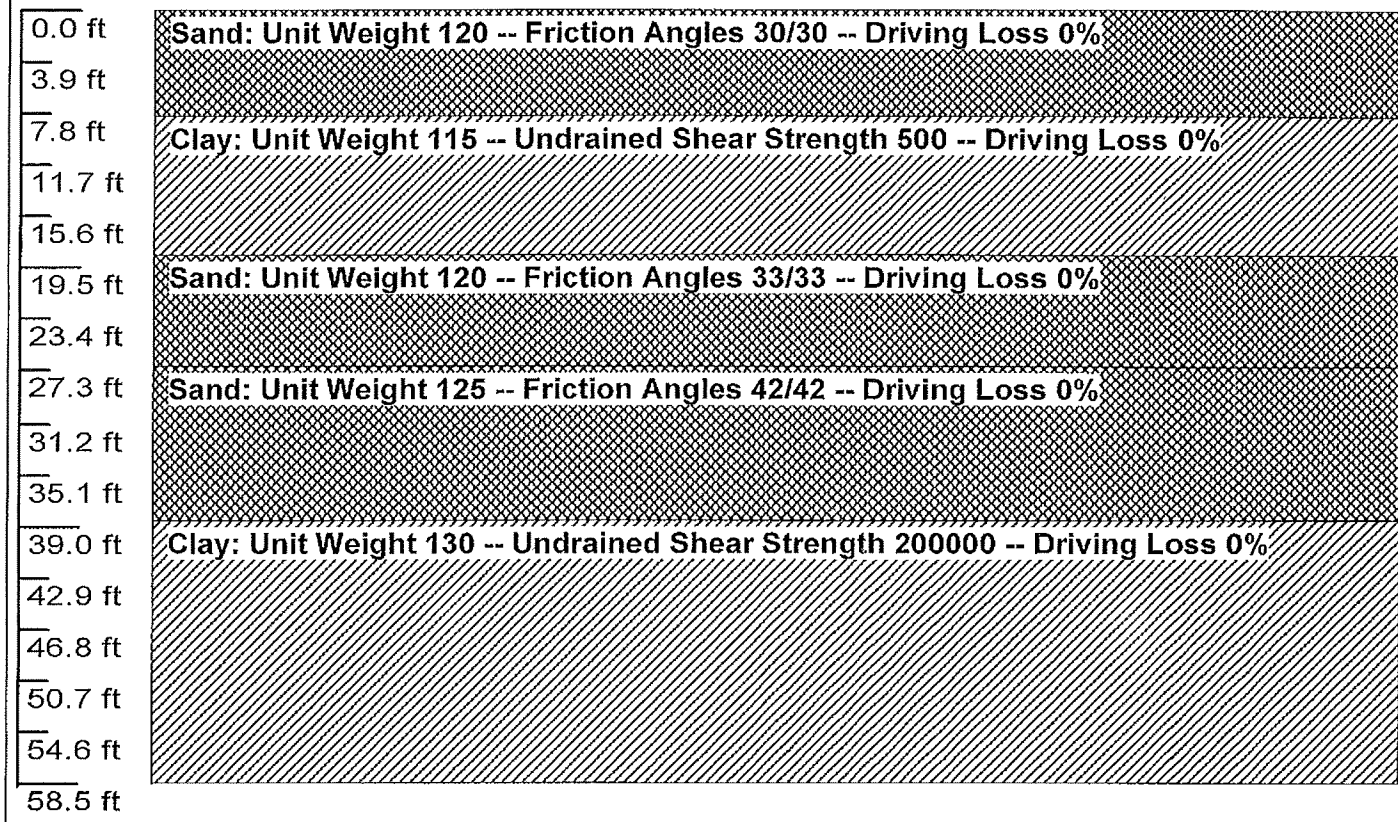 0.0 ft
Sand: Unit Weight 120 -- Friction Angles 30/30 -- Driving Loss 0%
3.9 ft
7.8 ft
Clay: Unit Weight 115 -- Undrained Shear Strength 500 -- Driving Loss 0%
11.7 ft
15.6 ft
19.5 ft
Sand: Unit Weight 120 -- Friction Angles 33/33 -- Driving Loss 0%
23.4 ft
27.3 ft
Sand: Unit Weight 125 -- Friction Angles 42/42 -- Driving Loss 0%
31.2 ft
35.1 ft
39.0 ft
Clay: Unit Weight 130 -- Undrained Shear Strength 200000 -- Driving Loss 0%
42.9 ft
46.8 ft
50.7 ft
54.6 ft
58.5 ft